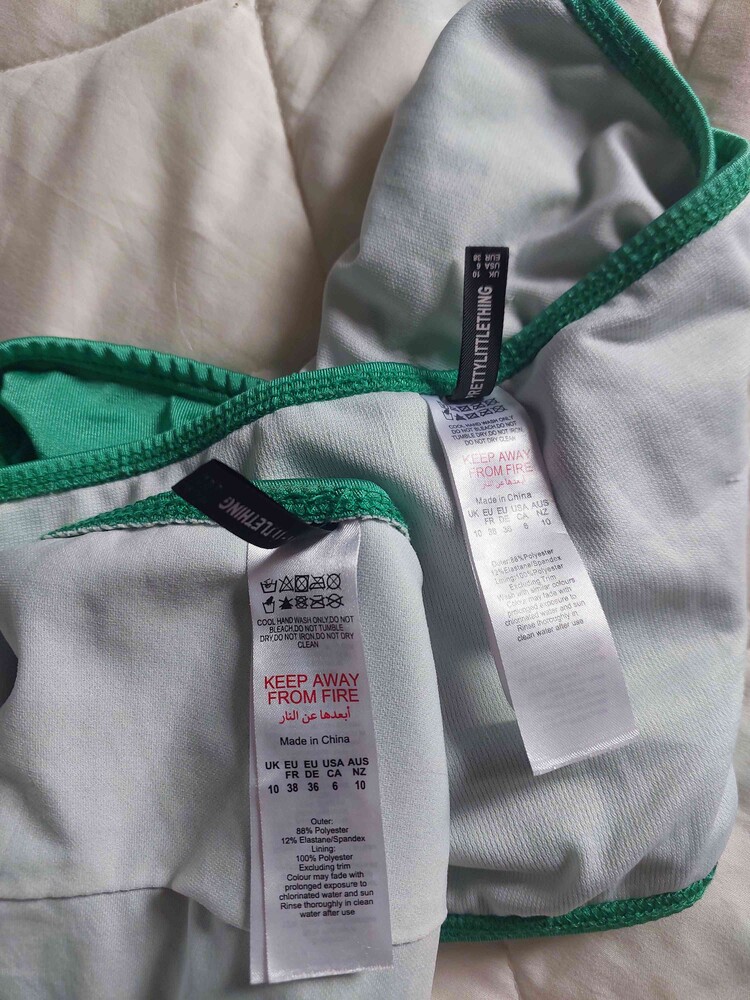 UK 10
USA 6
EUR 38
PRETTYLITTLETHING
COOL HAND WASH ONLY,DO NOT
BLEACH,DO NOT
TUMBLE DRY,DO NOT IRON,
DO NOT DRY CLEAN
KEEP AWAY
FROM FIRE
أبعدها عن النار
Made in China
UK EU EU USA AUS
FR DE CA NZ
10 38 36 6 10
Outer:88% Polyester
12% Elastane/Spandex
Lining:100% Polyester
Excluding Trim
Wash with similar colours
Colour may fade with
prolonged exposure to
chlorinated water and sun
Rinse thoroughly in
clean water after use
LETHING
COOL HAND WASH ONLY,DO NOT
BLEACH,DO NOT TUMBLE
DRY,DO NOT IRON,DO NOT DRY
CLEAN
KEEP AWAY
FROM FIRE
أبعدها عن النار
Made in China
UK EU EU USA AUS
FR DE CA NZ
10 38 36 6 10
Outer:
88% Polyester
12% Elastane/Spandex
Lining:
100% Polyester
Excluding trim
Colour may fade with
prolonged exposure to
chlorinated water and sun
Rinse thoroughly in clean
water after use